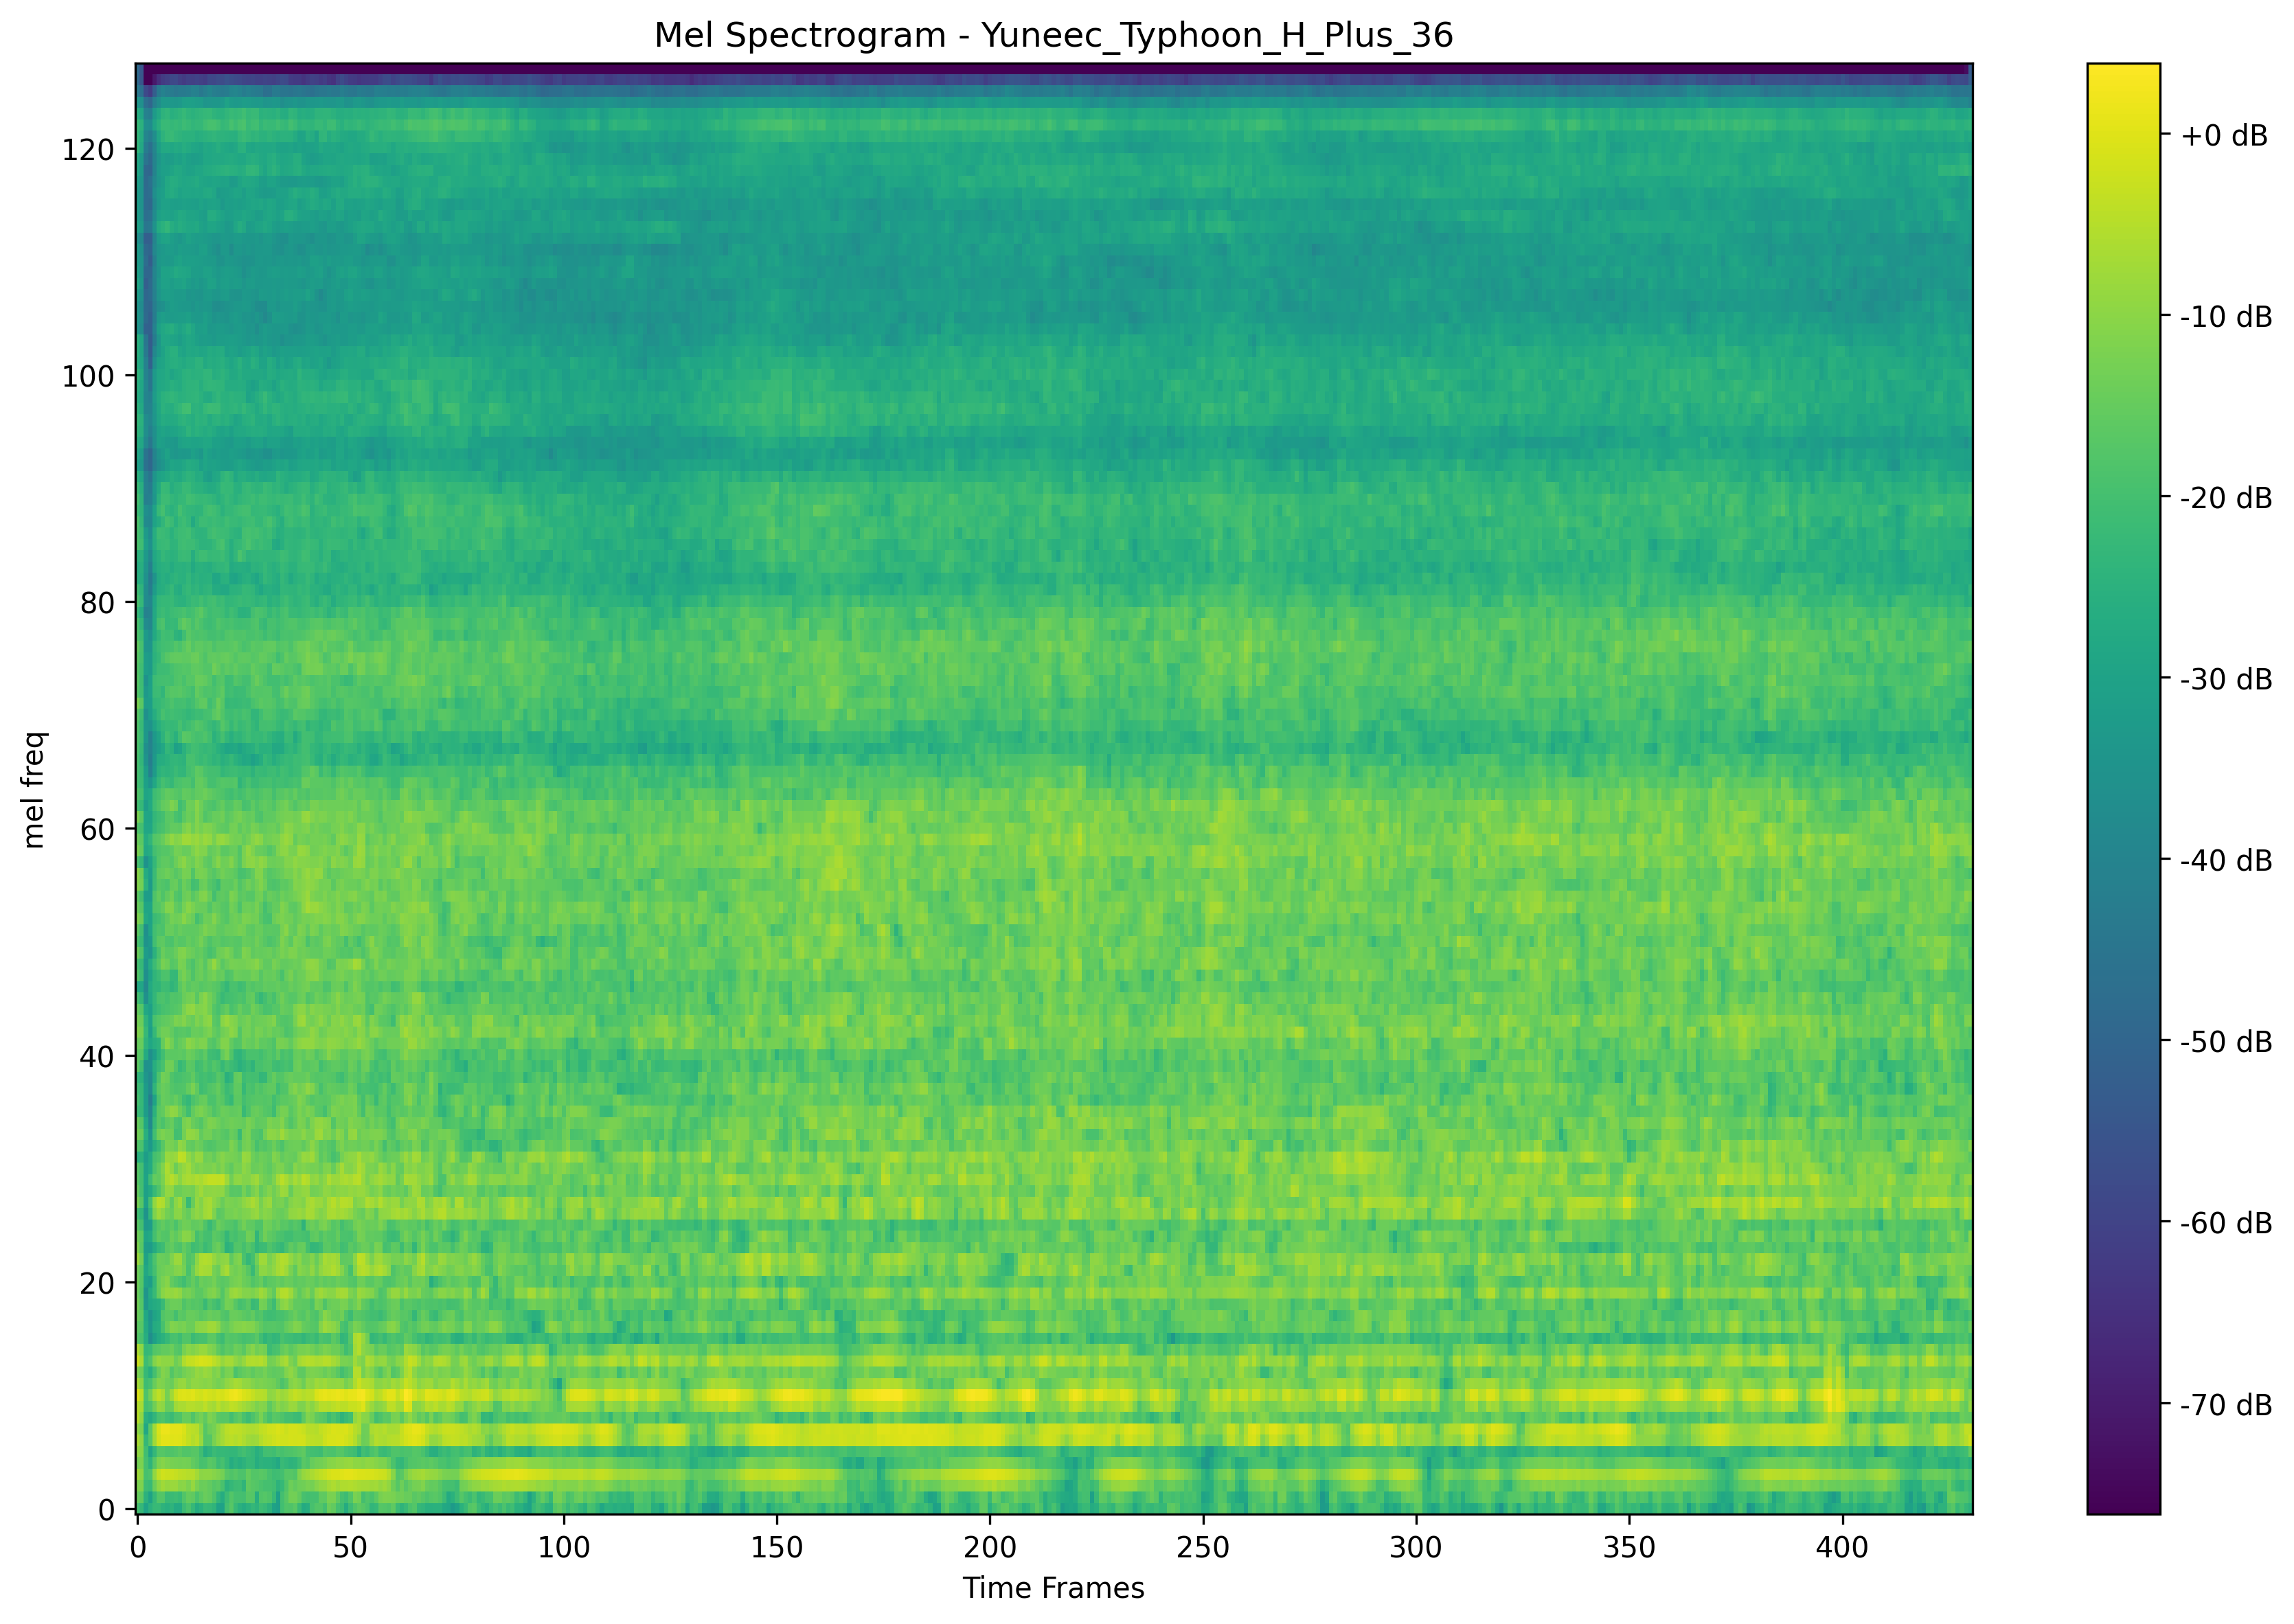 Mel Spectrogram - Yuneec_Typhoon_H_Plus_36
mel freq
120
100
80
60
40
20
0
0 50 100 150 200 250 300 350 400
Time Frames
+0 dB
-10 dB
-20 dB
-30 dB
-40 dB
-50 dB
-60 dB
-70 dB